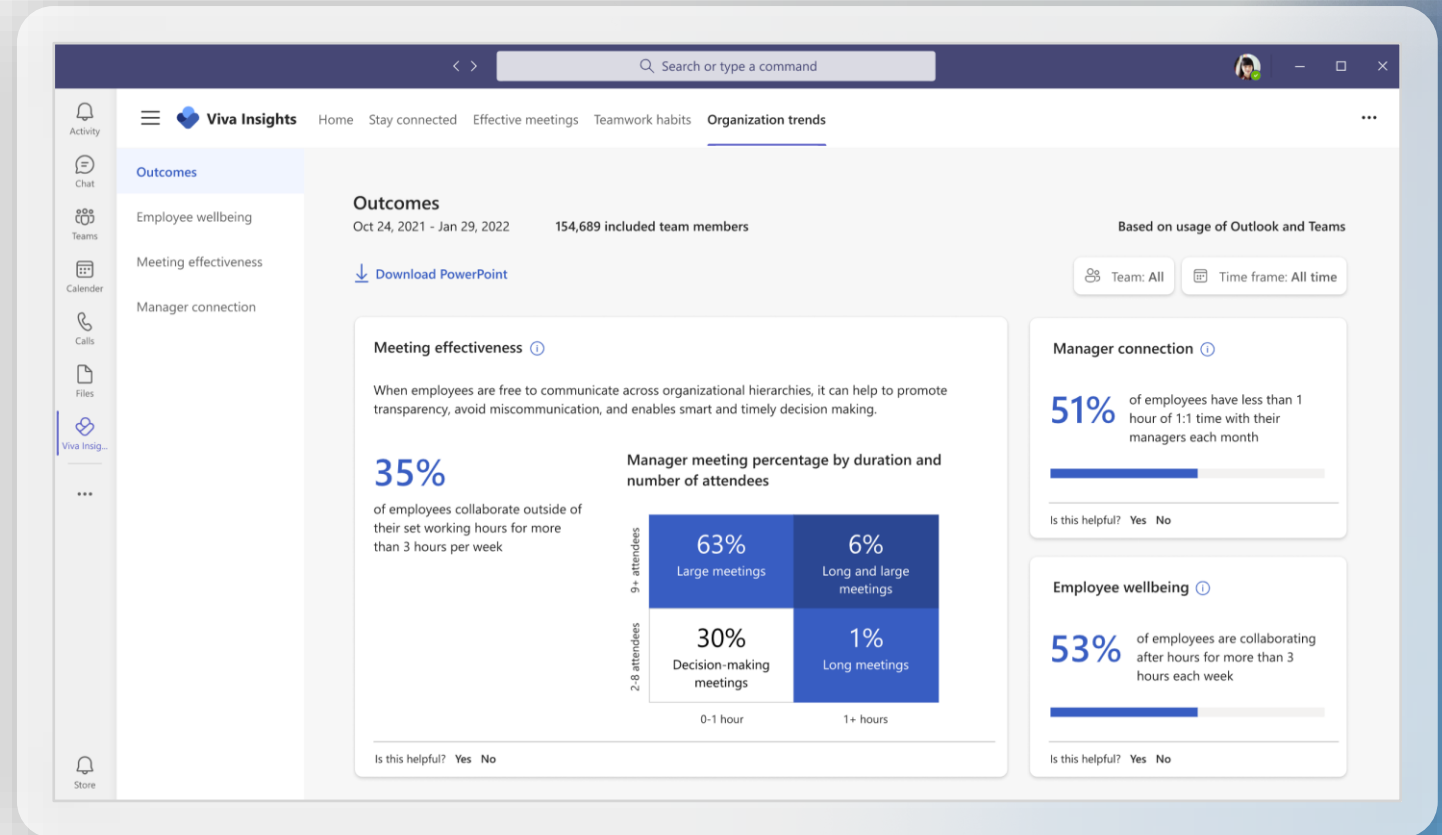 Search or type a command
Activity
Chat
Teams
Calender
Calls
Files
Viva Insig...
Store
Viva Insights
Home
Stay connected
Effective meetings
Teamwork habits
Organization trends
Outcomes
Employee wellbeing
Meeting effectiveness
Manager connection
Outcomes
Oct 24, 2021 - Jan 29, 2022
154,689 included team members
Based on usage of Outlook and Teams
Download PowerPoint
Team: All
Time frame: All time
Meeting effectiveness
When employees are free to communicate across organizational hierarchies, it can help to promote
transparency, avoid miscommunication, and enables smart and timely decision making.
35%
of employees collaborate outside of
their set working hours for more
than 3 hours per week
Manager meeting percentage by duration and
number of attendees
9+ attendees
63%
Large meetings
6%
Long and large
meetings
2-8 attendees
30%
Decision-making
meetings
1%
Long meetings
0-1 hour
1+ hours
Is this helpful? Yes No
Manager connection
51%
of employees have less than 1
hour of 1:1 time with their
managers each month
Is this helpful? Yes No
Employee wellbeing
53%
of employees are collaborating
after hours for more than 3
hours each week
Is this helpful? Yes No